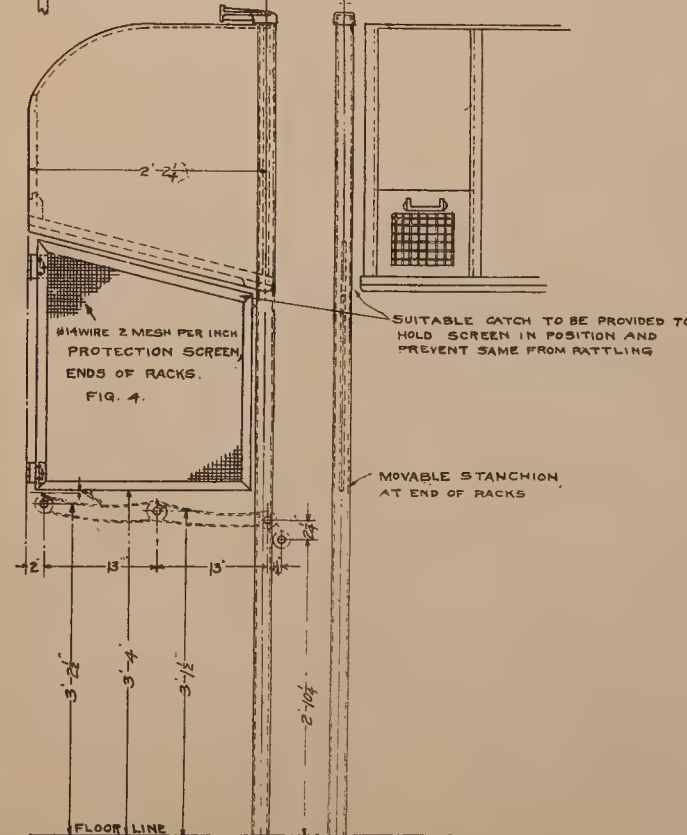 2'-2¼"
#14 WIRE 2 MESH PER INCH
PROTECTION SCREEN,
ENDS OF RACKS.
FIG. 4.
SUITABLE CATCH TO BE PROVIDED TO
HOLD SCREEN IN POSITION AND
PREVENT SAME FROM RATTLING
MOVABLE STANCHION
AT END OF RACKS
2"
13"
13"
3'-2½"
3'-4"
3'-1½"
2'-10¼"
FLOOR LINE